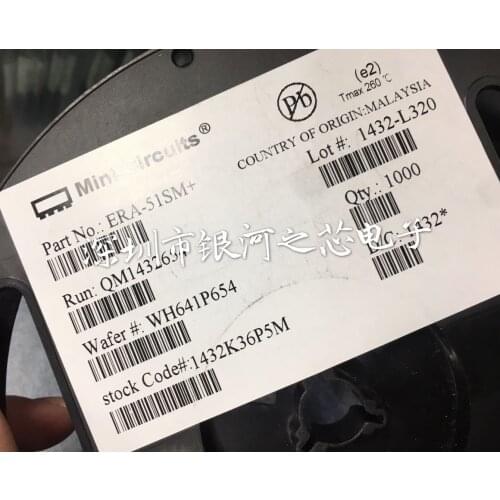 Mini-Circuits®
Pb
(e2)
Tmax 260 °C
COUNTRY OF ORIGIN:MALAYSIA
Part No.: ERA-51SM+
Lot #: 1432-L320
Qty.: 1000
深圳市银河之芯电子
Run:
1432*
Wafer #: WH641P654
stock Code#:1432K36P5M